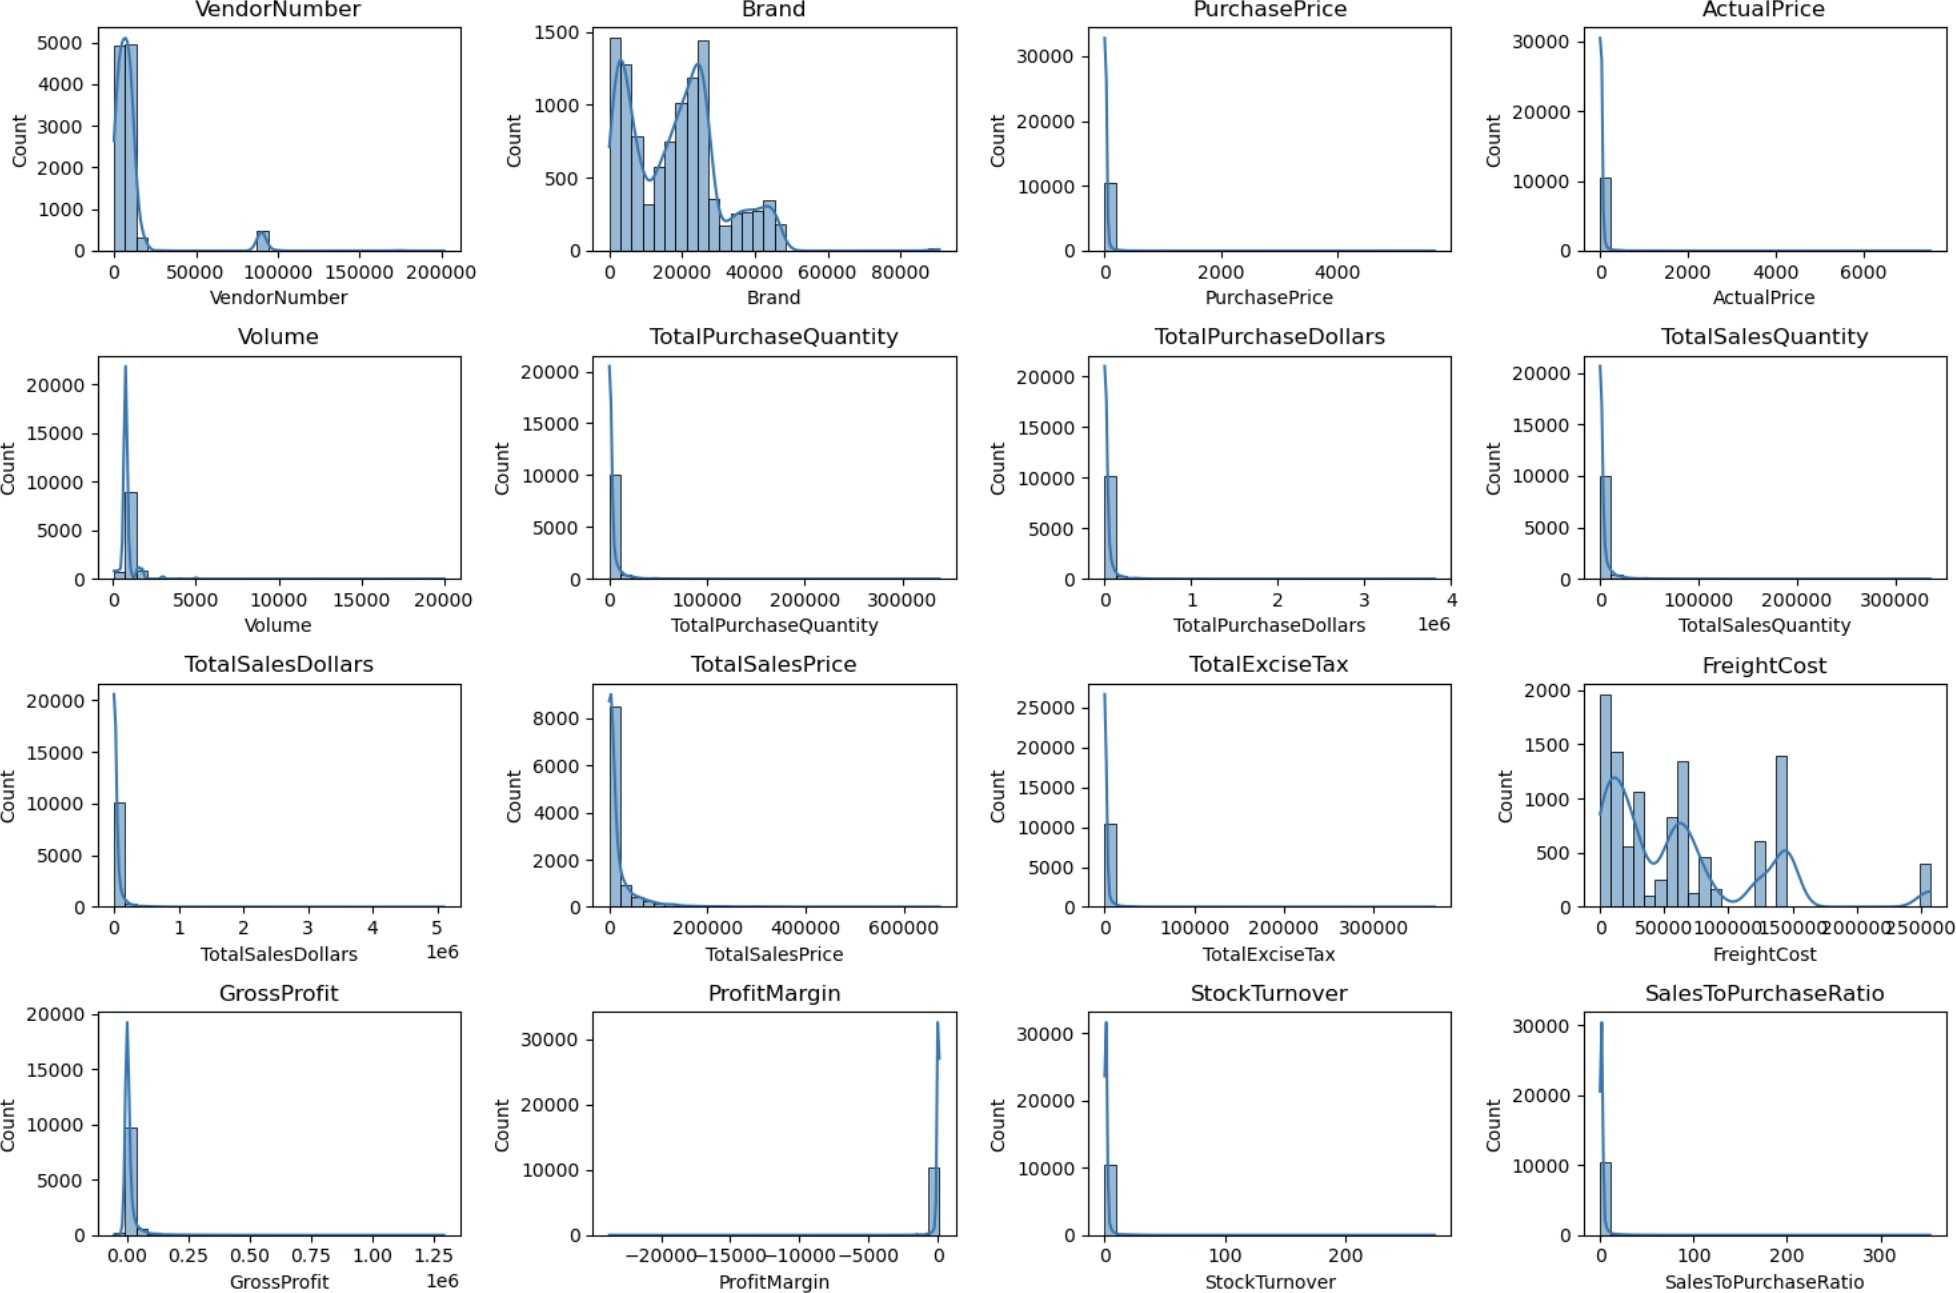 VendorNumber
Count
5000
4000
3000
2000
1000
0
0 50000 100000 150000 200000
VendorNumber
Brand
Count
1500
1000
500
0
0 20000 40000 60000 80000
Brand
PurchasePrice
Count
30000
20000
10000
0
0 2000 4000
PurchasePrice
ActualPrice
Count
30000
20000
10000
0
0 2000 4000 6000
ActualPrice
Volume
Count
20000
15000
10000
5000
0
0 5000 10000 15000 20000
Volume
TotalPurchaseQuantity
Count
20000
15000
10000
5000
0
0 100000 200000 300000
TotalPurchaseQuantity
TotalPurchaseDollars
Count
20000
15000
10000
5000
0
0 1 2 3 4
TotalPurchaseDollars 1e6
TotalSalesQuantity
Count
20000
15000
10000
5000
0
0 100000 200000 300000
TotalSalesQuantity
TotalSalesDollars
Count
20000
15000
10000
5000
0
0 1 2 3 4 5
TotalSalesDollars 1e6
TotalSalesPrice
Count
8000
6000
4000
2000
0
0 200000 400000 600000
TotalSalesPrice
TotalExciseTax
Count
25000
20000
15000
10000
5000
0
0 100000 200000 300000
TotalExciseTax
FreightCost
Count
2000
1500
1000
500
0
0 50000 100000 150000 200000 250000
FreightCost
GrossProfit
Count
20000
15000
10000
5000
0
0.00 0.25 0.50 0.75 1.00 1.25
GrossProfit 1e6
ProfitMargin
Count
30000
20000
10000
0
−20000 −15000 −10000 −5000 0
ProfitMargin
StockTurnover
Count
30000
20000
10000
0
0 100 200
StockTurnover
SalesToPurchaseRatio
Count
30000
20000
10000
0
0 100 200 300
SalesToPurchaseRatio